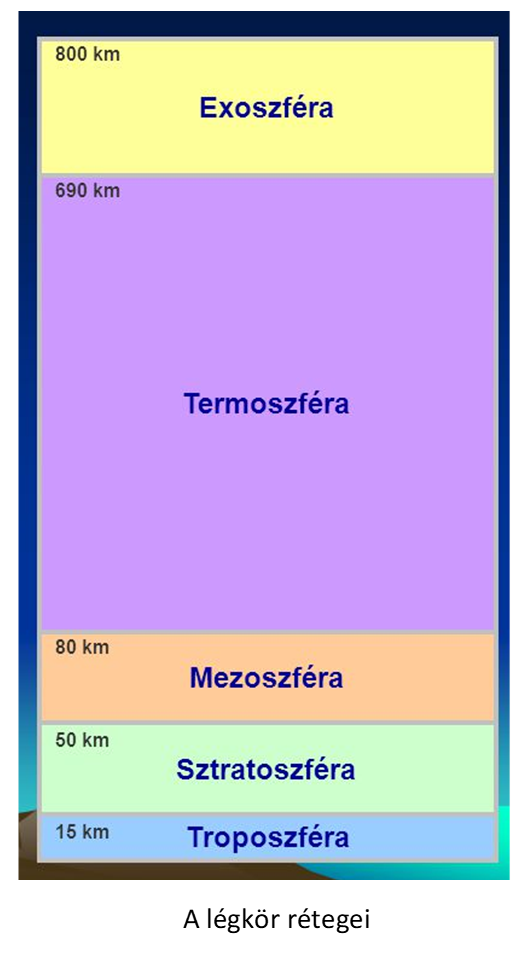 800 km
Exoszféra
690 km
Termoszféra
80 km
Mezoszféra
50 km
Sztratoszféra
15 km
Troposzféra
A légkör rétegei